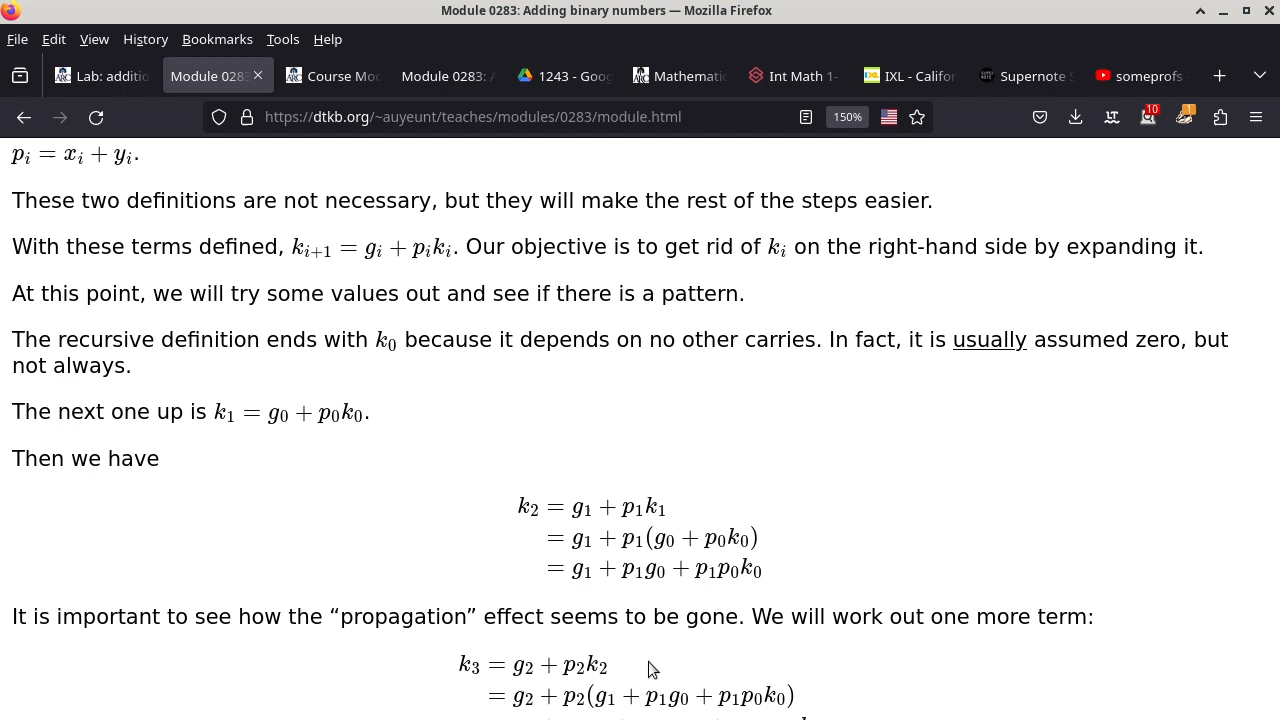 Module 0283: Adding binary numbers — Mozilla Firefox
File Edit View History Bookmarks Tools Help
Lab: additio Module 0283 Course Mod Module 0283: A 1243 - Goog Mathematic Int Math 1- IXL - Califor Supernote S someprofs -
https://dtkb.org/~auyeunt/teaches/modules/0283/module.html 150% 10 1
pᵢ = xᵢ + yᵢ.
These two definitions are not necessary, but they will make the rest of the steps easier.
With these terms defined, kᵢ₊₁ = gᵢ + pᵢkᵢ. Our objective is to get rid of kᵢ on the right-hand side by expanding it.
At this point, we will try some values out and see if there is a pattern.
The recursive definition ends with k₀ because it depends on no other carries. In fact, it is usually assumed zero, but
not always.
The next one up is k₁ = g₀ + p₀k₀.
Then we have
k₂ = g₁ + p₁k₁
= g₁ + p₁(g₀ + p₀k₀)
= g₁ + p₁g₀ + p₁p₀k₀
It is important to see how the “propagation” effect seems to be gone. We will work out one more term:
k₃ = g₂ + p₂k₂
= g₂ + p₂(g₁ + p₁g₀ + p₁p₀k₀)